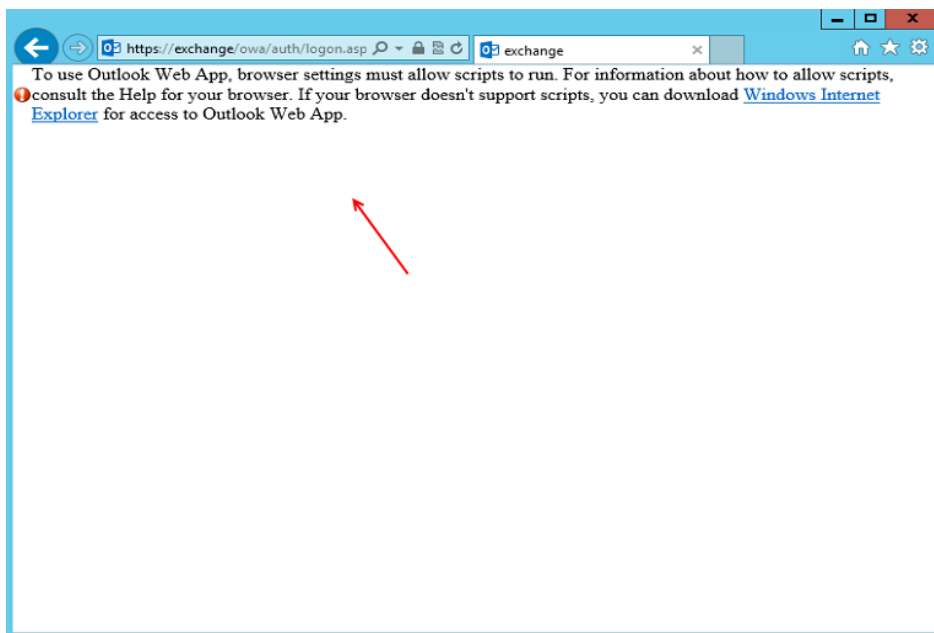 https://exchange/owa/auth/logon.asp
exchange
To use Outlook Web App, browser settings must allow scripts to run. For information about how to allow scripts,
consult the Help for your browser. If your browser doesn't support scripts, you can download Windows Internet
Explorer for access to Outlook Web App.